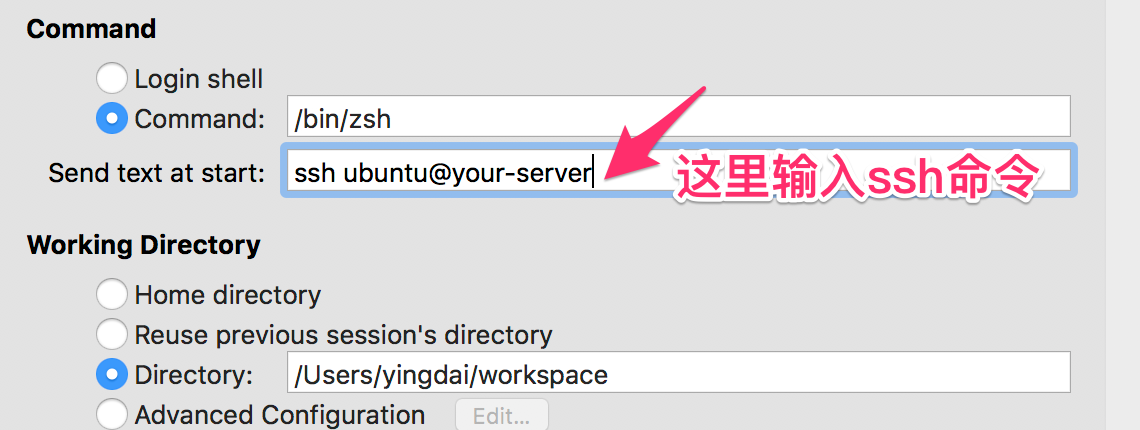 Command
Login shell
Command: /bin/zsh
Send text at start: ssh ubuntu@your-server
这里输入ssh命令
Working Directory
Home directory
Reuse previous session's directory
Directory: /Users/yingdai/workspace
Advanced Configuration Edit...